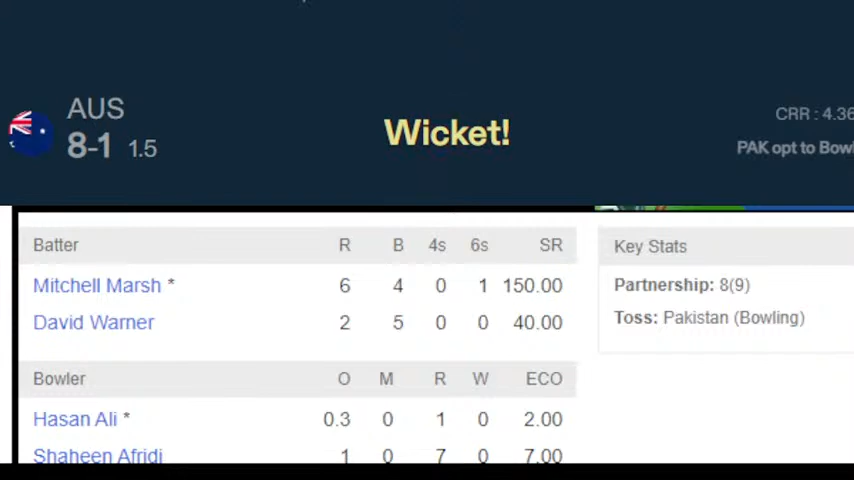 AUS
8-1 1.5
Wicket!
CRR : 4.36
PAK opt to Bowl
Batter R B 4s 6s SR
Mitchell Marsh * 6 4 0 1 150.00
David Warner 2 5 0 0 40.00
Bowler O M R W ECO
Hasan Ali * 0.3 0 1 0 2.00
Shaheen Afridi 1 0 7 0 7.00
Key Stats
Partnership: 8(9)
Toss: Pakistan (Bowling)